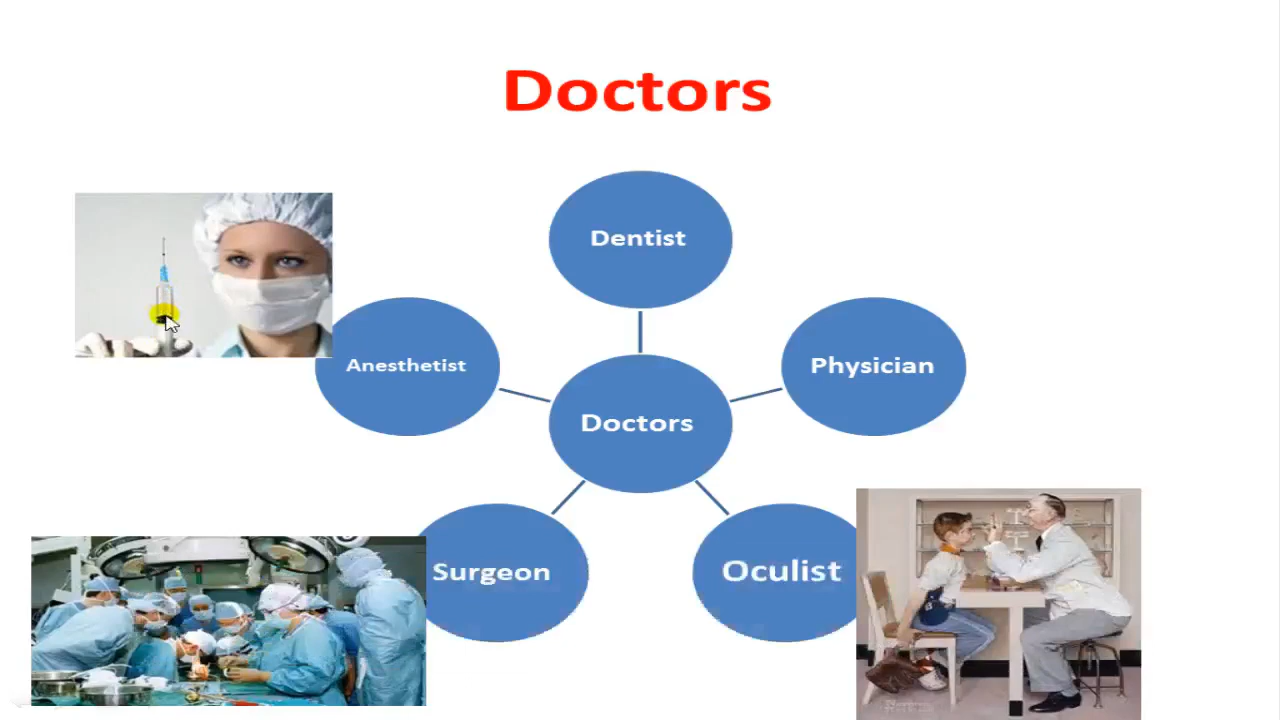 Doctors
Dentist
Anesthetist
Physician
Doctors
Surgeon
Oculist